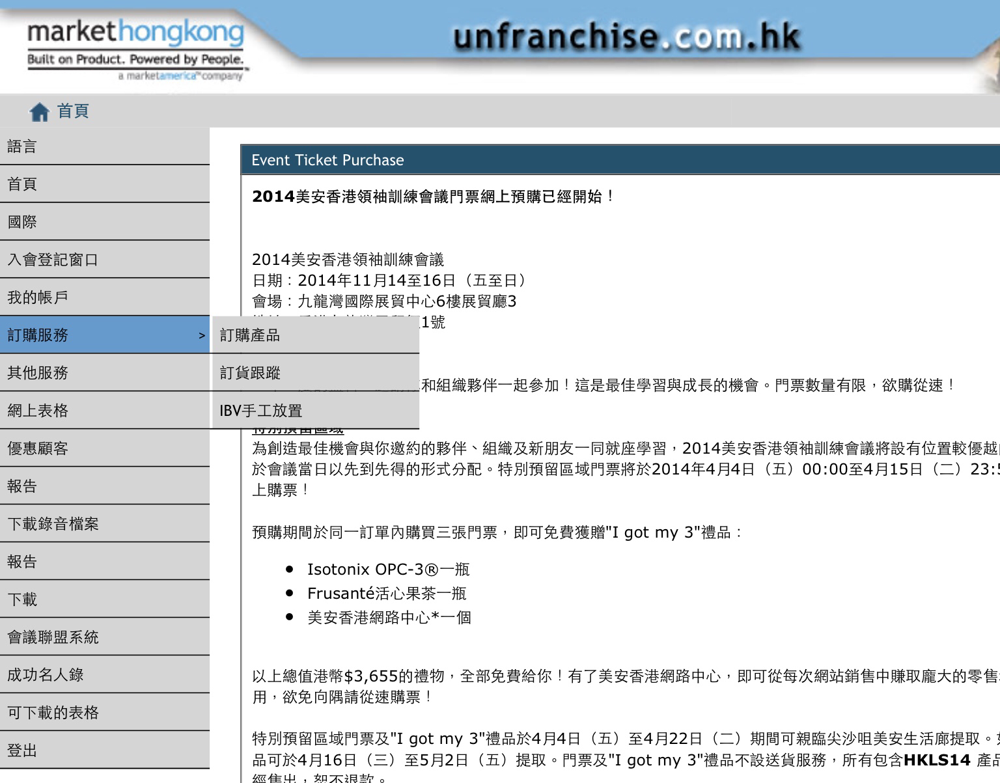 markethongkong
Built on Product. Powered by People.™
a marketamerica℠company
unfranchise.com.hk
首頁
語言
首頁
國際
入會登記窗口
我的帳戶
訂購服務 >
其他服務
網上表格
優惠顧客
報告
下載錄音檔案
報告
下載
會議聯盟系統
成功名人錄
可下載的表格
登出
訂購產品
訂貨跟蹤
IBV手工放置
Event Ticket Purchase
2014美安香港領袖訓練會議門票網上預購已經開始！
2014美安香港領袖訓練會議
日期：2014年11月14至16日（五至日）
會場：九龍灣國際展貿中心6樓展貿廳3
1號
和組織夥伴一起參加！這是最佳學習與成長的機會。門票數量有限，欲購從速！
特別預留區域
為創造最佳機會與你邀約的夥伴、組織及新朋友一同就座學習，2014美安香港領袖訓練會議將設有位置較優越
於會議當日以先到先得的形式分配。特別預留區域門票將於2014年4月4日（五）00:00至4月15日（二）23:5
上購票！
預購期間於同一訂單內購買三張門票，即可免費獲贈"I got my 3"禮品：
• Isotonix OPC-3®一瓶
• Frusanté活心果茶一瓶
• 美安香港網路中心*一個
以上總值港幣$3,655的禮物，全部免費給你！有了美安香港網路中心，即可從每次網站銷售中賺取龐大的零售
用，欲免向隅請從速購票！
特別預留區域門票及"I got my 3"禮品於4月4日（五）至4月22日（二）期間可親臨尖沙咀美安生活廊提取。
品可於4月16日（三）至5月2日（五）提取。門票及"I got my 3"禮品不設送貨服務，所有包含HKLS14 產品
經售出，恕不退款。